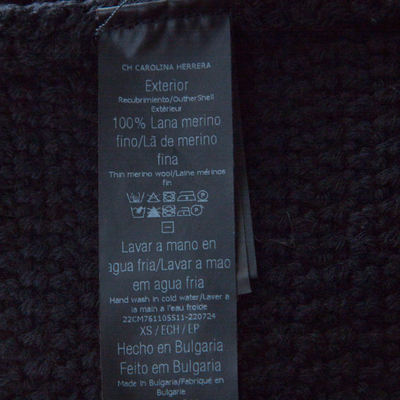 CH CAROLINA HERRERA
Exterior
Recubrimiento/OutherShell
Extérieur
100% Lana merino
fino/Lã de merino
fina
Thin merino wool/Laine mérinos
fin
Lavar a mano en
agua fria/Lavar a mao
em agua fria
Hand wash in cold water/Laver a
la main a l'eau froide
22CM761105511-220724
XS/ECH/EP
Hecho en Bulgaria
Feito em Bulgaria
Made in Bulgaria/Fabriqué en
Bulgarie